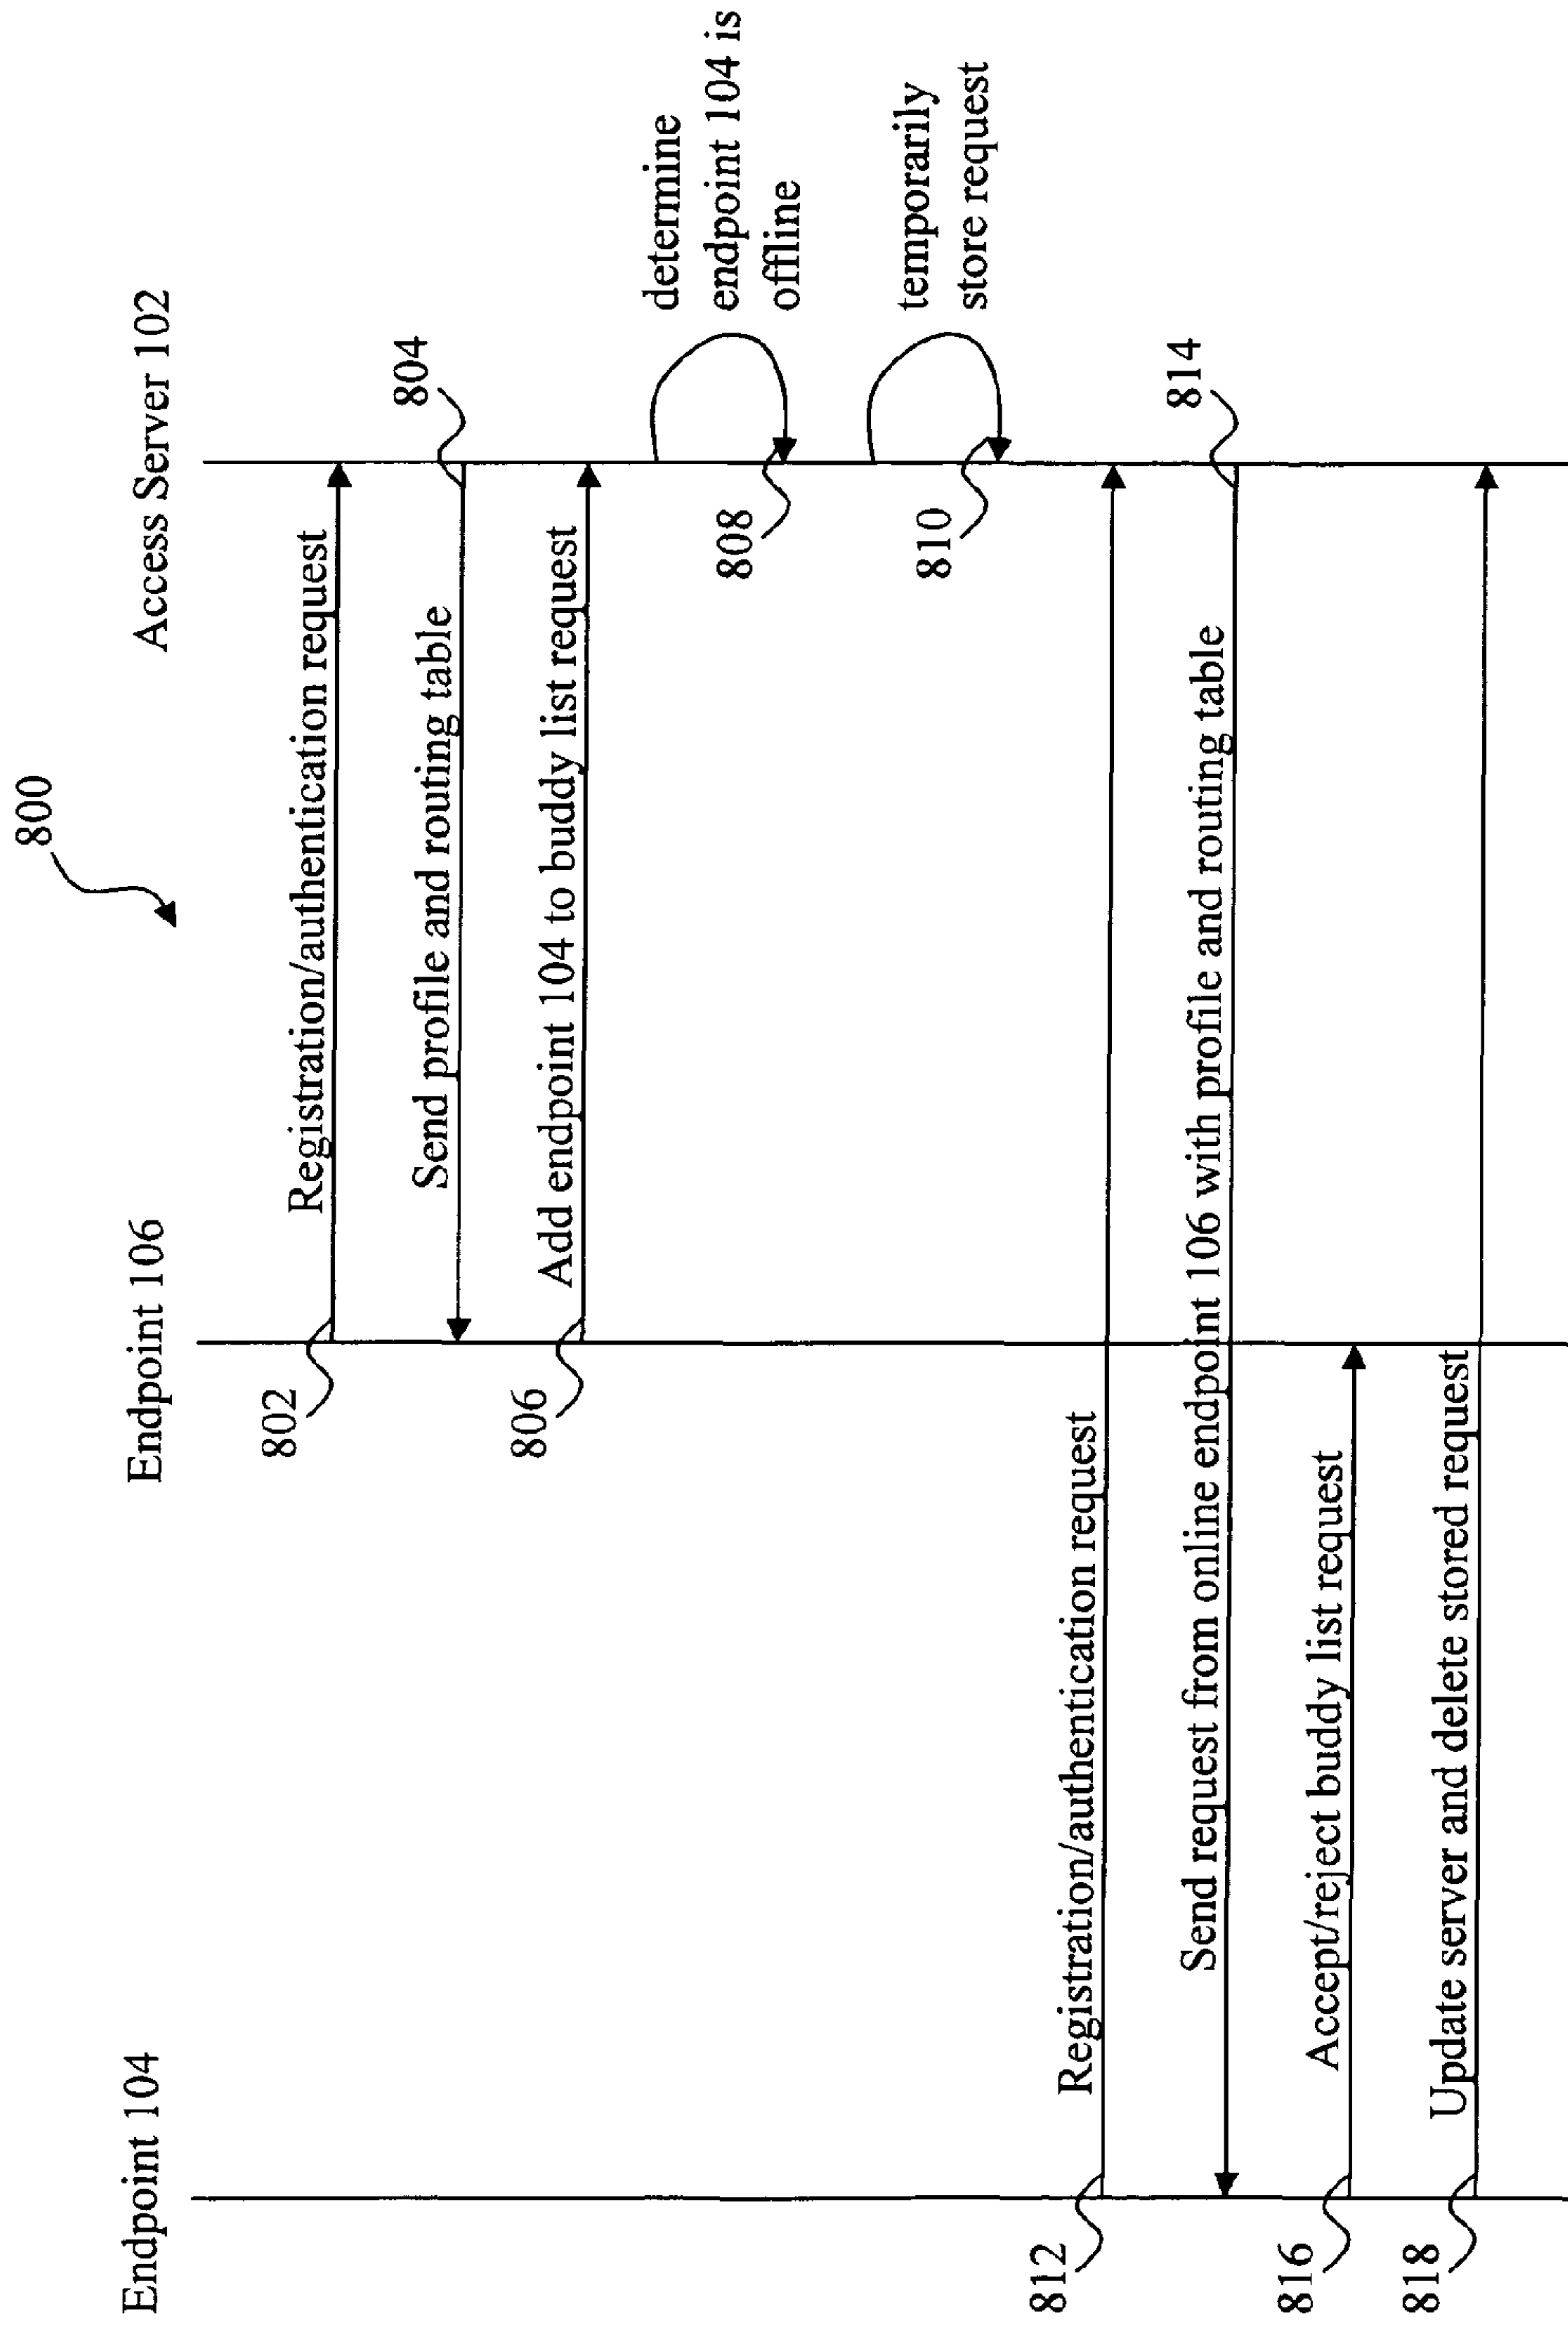 800
Endpoint 104
Endpoint 106
Access Server 102
802
Registration/authentication request
804
Send profile and routing table
806
Add endpoint 104 to buddy list request
808
determine
endpoint 104 is
offline
810
temporarily
store request
812
Registration/authentication request
814
Send request from online endpoint 106 with profile and routing table
816
Accept/reject buddy list request
818
Update server and delete stored request